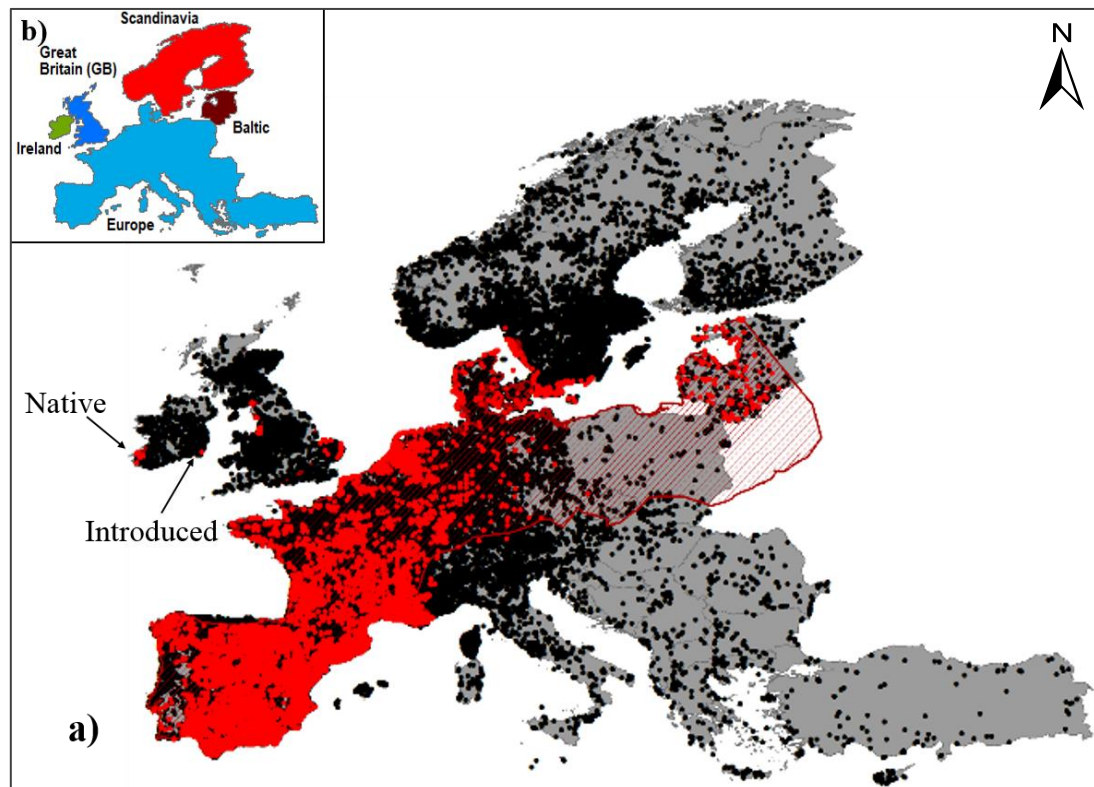 b)
Scandinavia
Great
Britain (GB)
Ireland
Baltic
Europe
N
Native
Introduced
a)